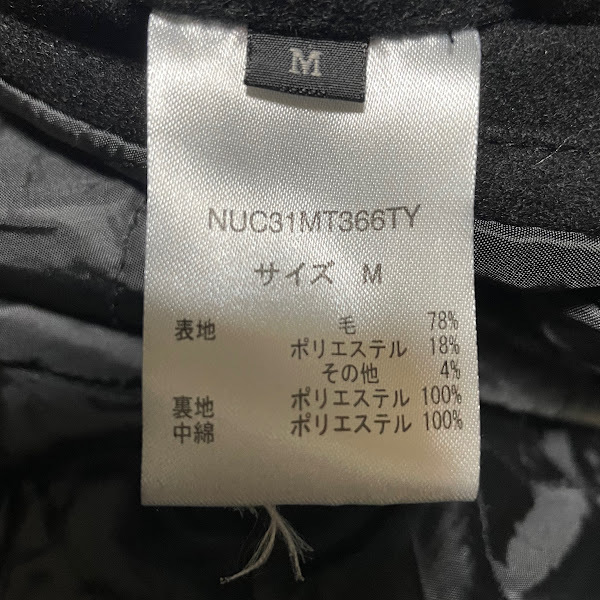 M
NUC31MT366TY
サイズ M
表地 毛 78%
ポリエステル 18%
その他 4%
裏地 ポリエステル 100%
中綿 ポリエステル 100%